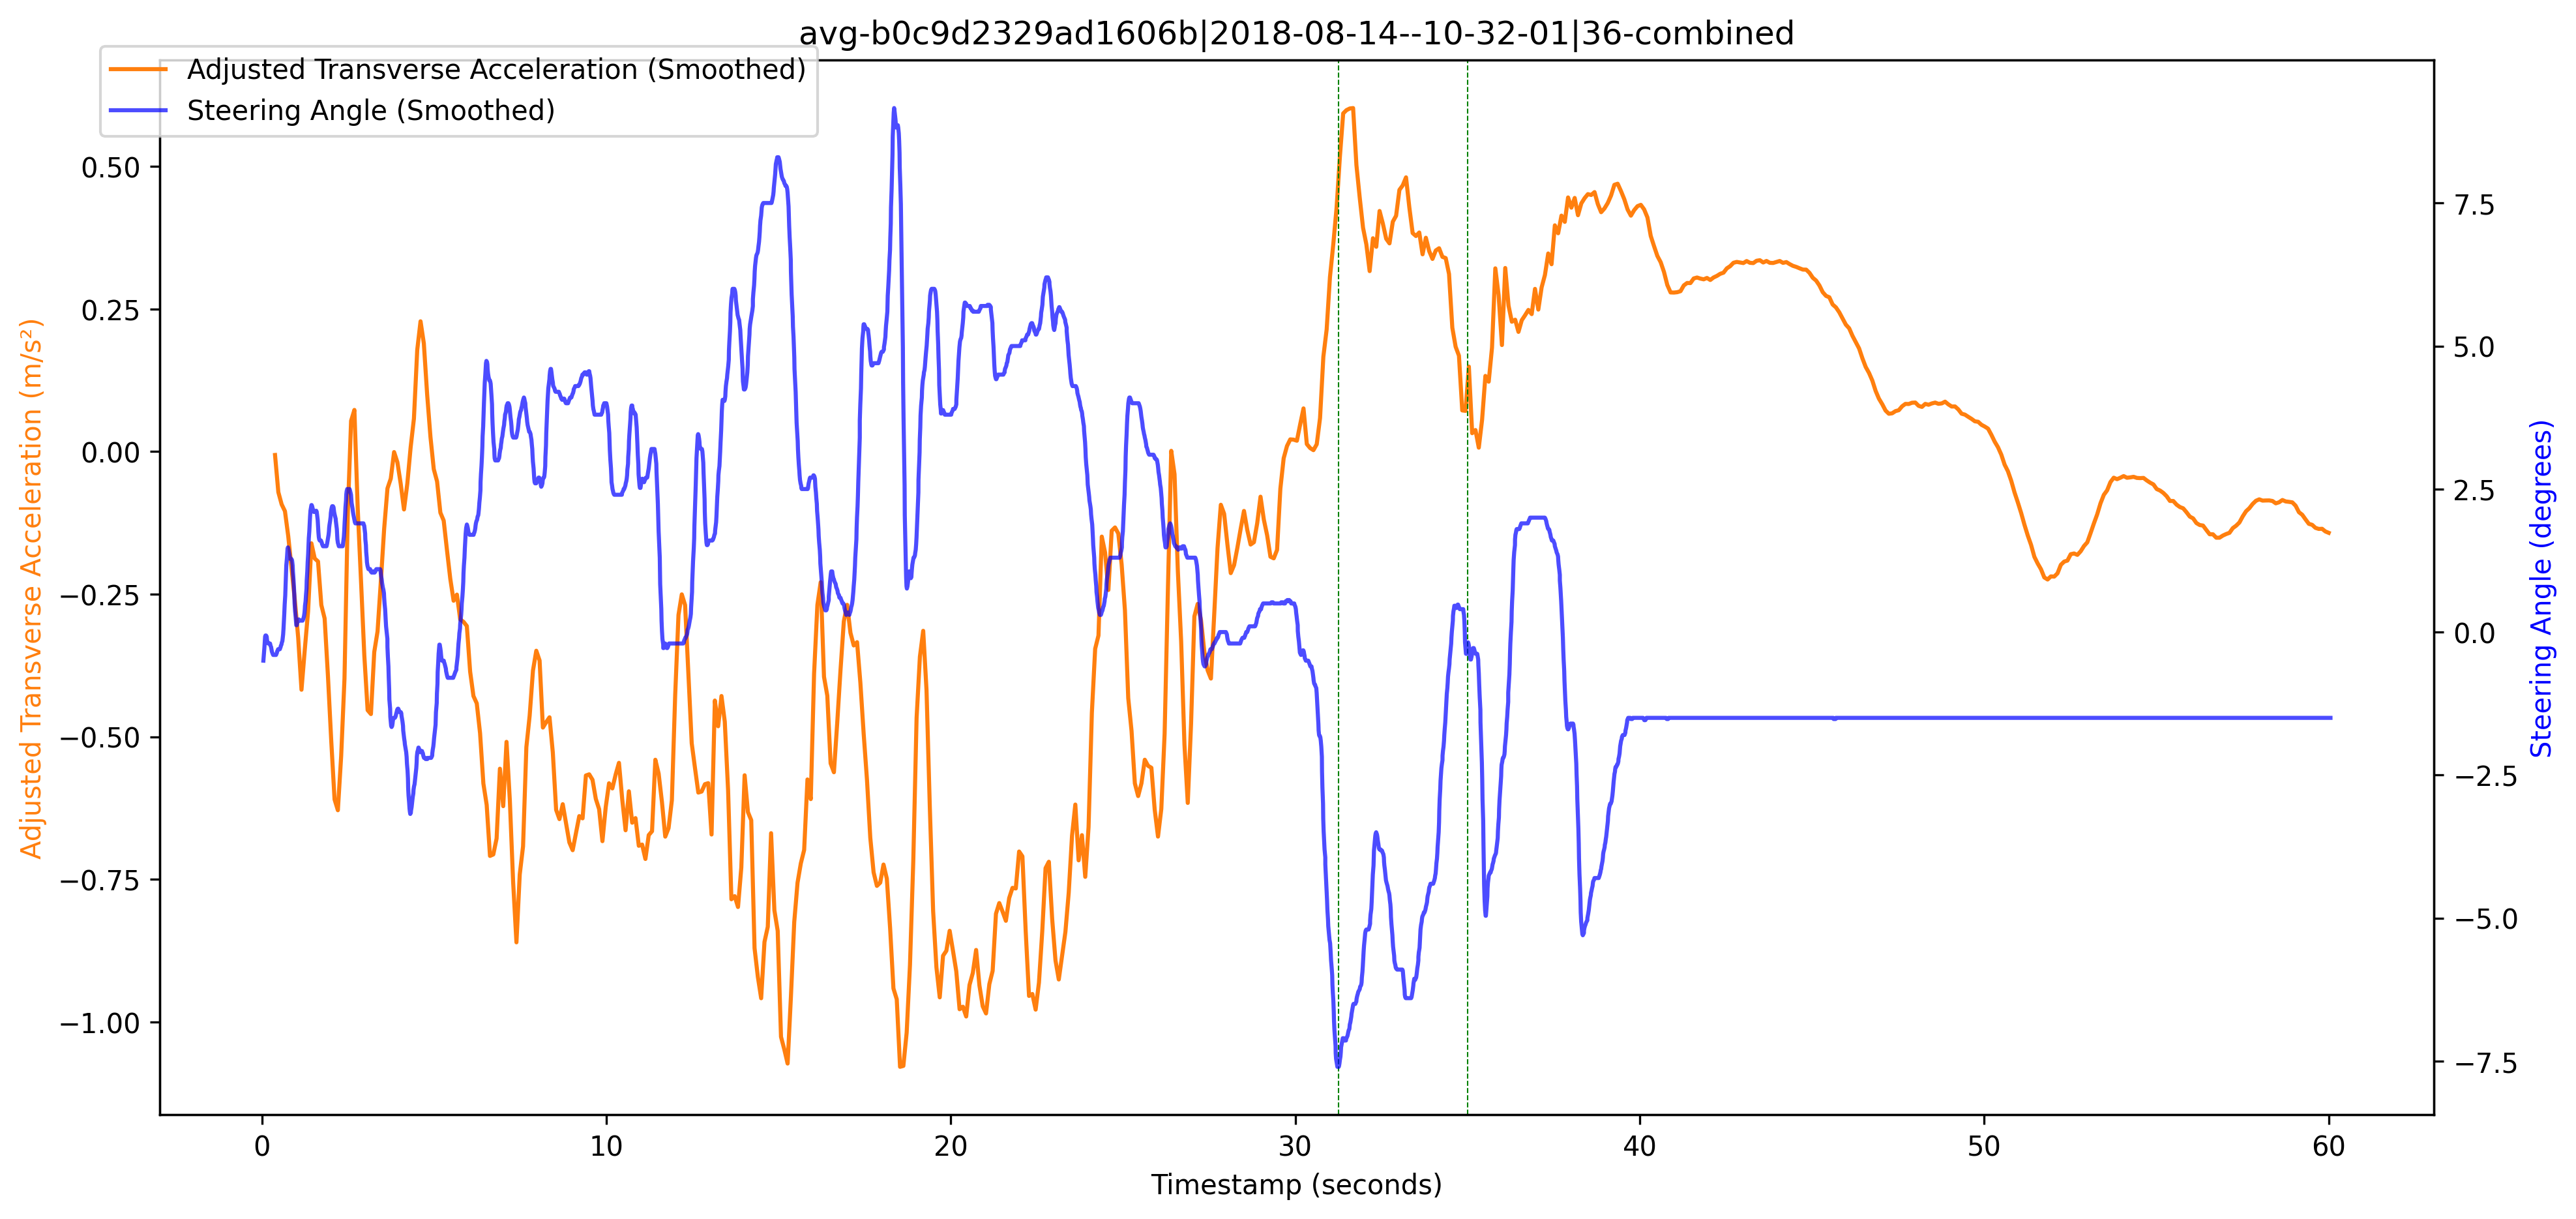 avg-b0c9d2329ad1606b|2018-08-14--10-32-01|36-combined
Adjusted Transverse Acceleration (Smoothed)
Steering Angle (Smoothed)
Adjusted Transverse Acceleration (m/s²)
0.50
0.25
0.00
−0.25
−0.50
−0.75
−1.00
7.5
5.0
2.5
0.0
−2.5
−5.0
−7.5
Steering Angle (degrees)
0 10 20 30 40 50 60
Timestamp (seconds)